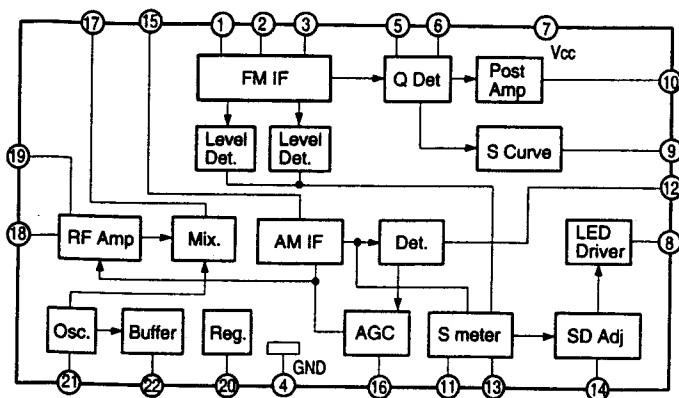 17
15
1
2
3
5
6
7
Vcc
FM IF
Q Det
Post
Amp
10
Level
Det.
Level
Det.
S Curve
9
19
12
18
RF Amp
Mix.
AM IF
Det.
LED
Driver
8
Osc.
Buffer
Reg.
GND
AGC
S meter
SD Adj
21
22
20
4
16
11
13
14